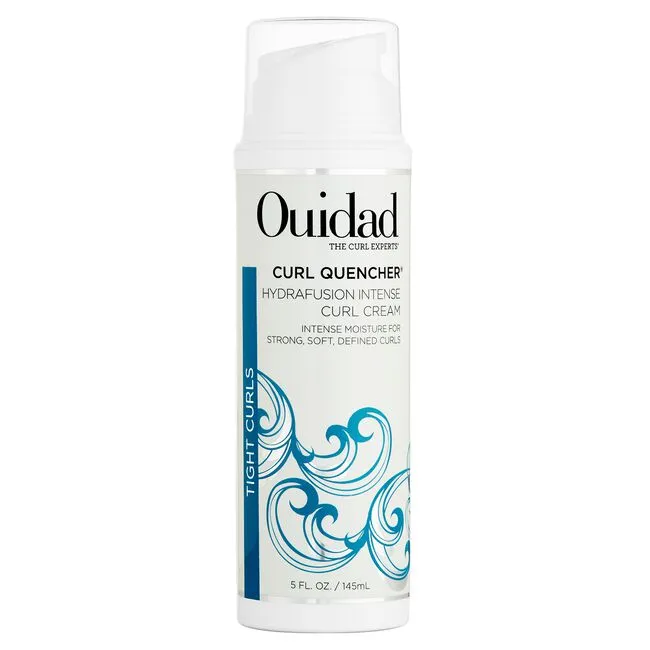 Ouidad
THE CURL EXPERTS®
CURL QUENCHER®
HYDRAFUSION INTENSE
CURL CREAM
INTENSE MOISTURE FOR
STRONG, SOFT, DEFINED CURLS
TIGHT CURLS
5 FL. OZ. / 145mL